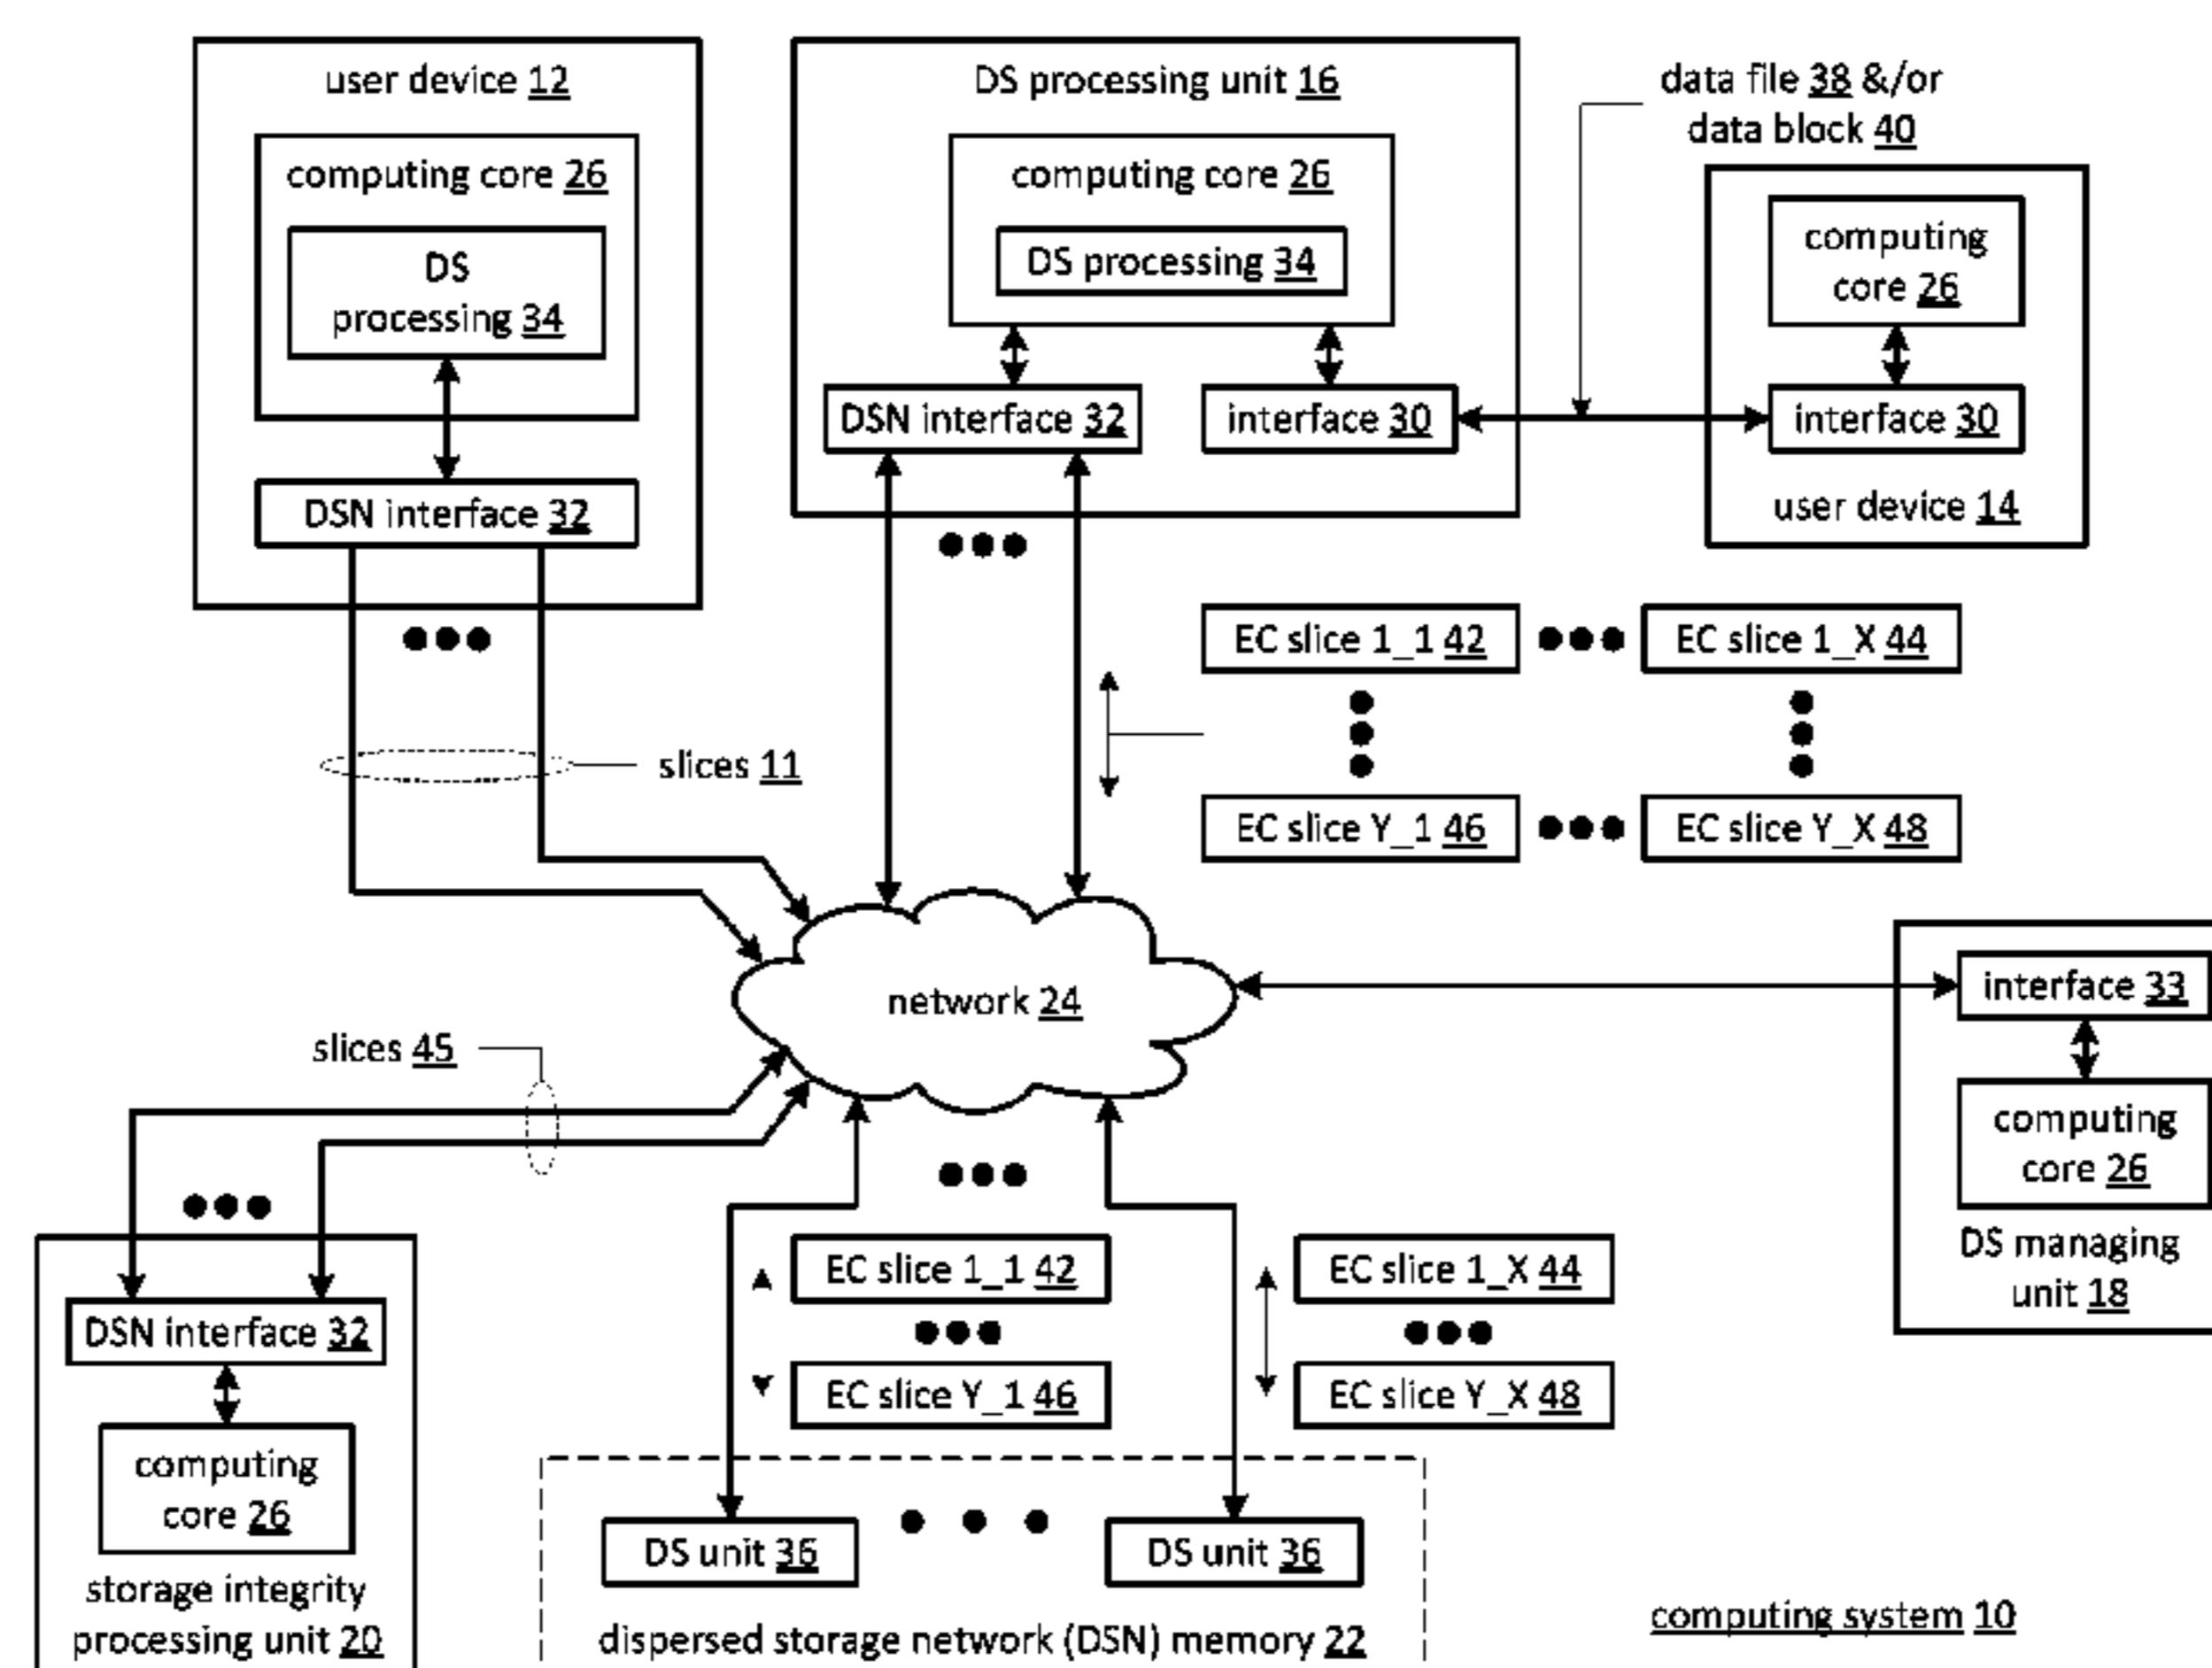 user device 12
computing core 26
DS
processing 34
DSN interface 32
DS processing unit 16
computing core 26
DS processing 34
DSN interface 32
interface 30
data file 38 &/or
data block 40
computing
core 26
interface 30
user device 14
slices 11
EC slice 1_1 42
EC slice 1_X 44
EC slice Y_1 46
EC slice Y_X 48
network 24
interface 33
computing
core 26
DS managing
unit 18
slices 45
DSN interface 32
computing
core 26
storage integrity
processing unit 20
EC slice 1_1 42
EC slice 1_X 44
EC slice Y_1 46
EC slice Y_X 48
DS unit 36
DS unit 36
dispersed storage network (DSN) memory 22
computing system 10